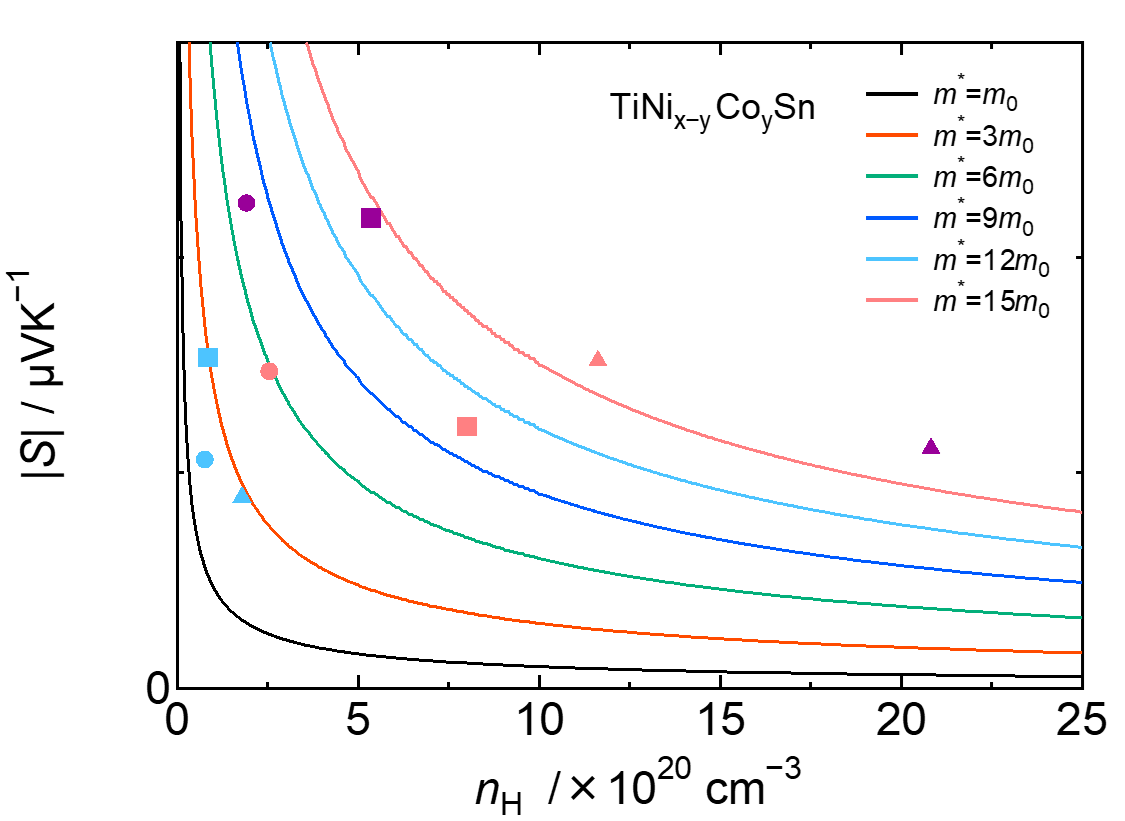 TiNiₓ₋yCoySn
m*=m₀
m*=3m₀
m*=6m₀
m*=9m₀
m*=12m₀
m*=15m₀
|S| / μVK⁻¹
0
0 5 10 15 20 25
nH / ×10²⁰ cm⁻³